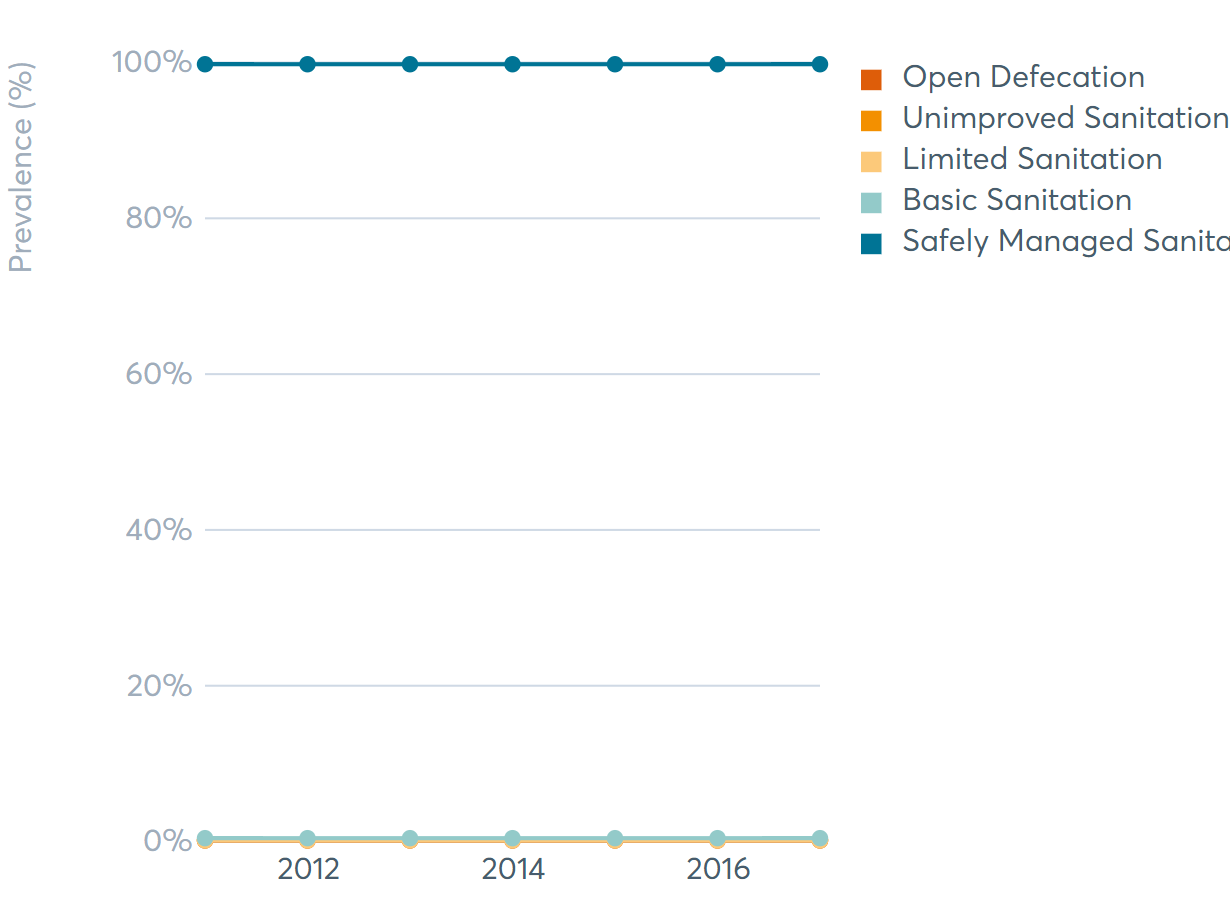 Prevalence (%)
100%
80%
60%
40%
20%
0%
2012
2014
2016
Open Defecation
Unimproved Sanitation
Limited Sanitation
Basic Sanitation
Safely Managed Sanita